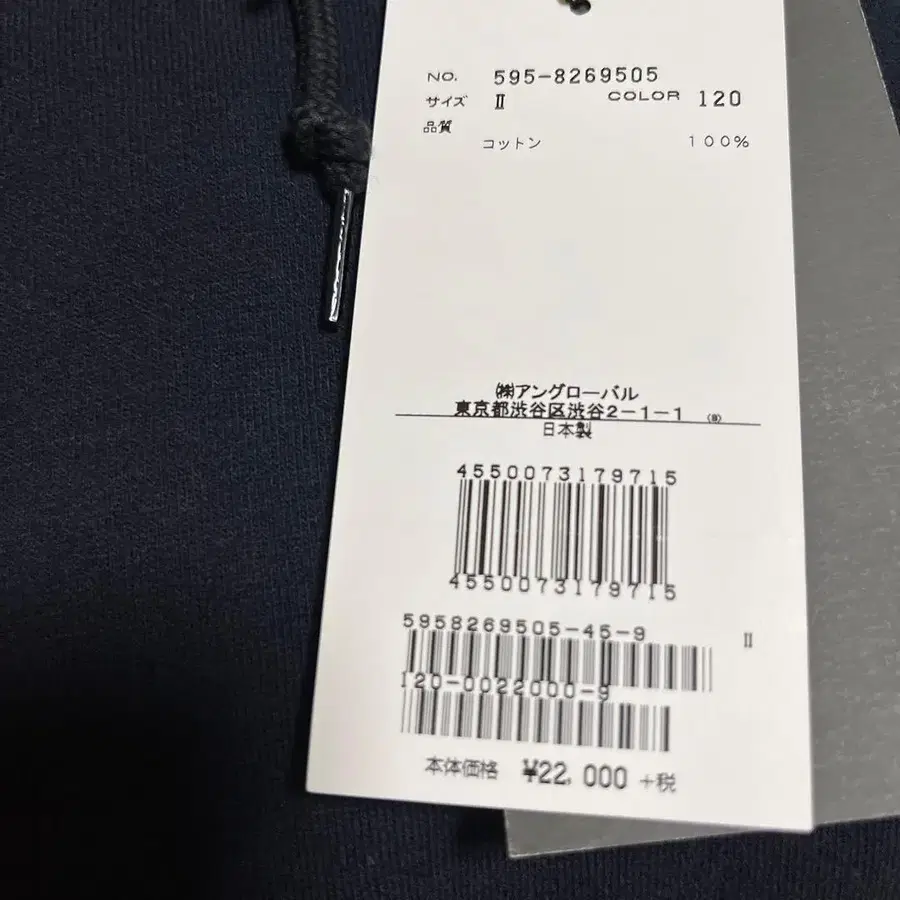 NO. 595-8269505
サイズ Ⅱ COLOR 120
品質
コットン 100%
㈱アングローバル
東京都渋谷区渋谷2-1-1 (8)
日本製
4550073179715
4550073179715
5958269505-45-9 Ⅱ
120-0022000-9
本体価格 ¥22,000 +税